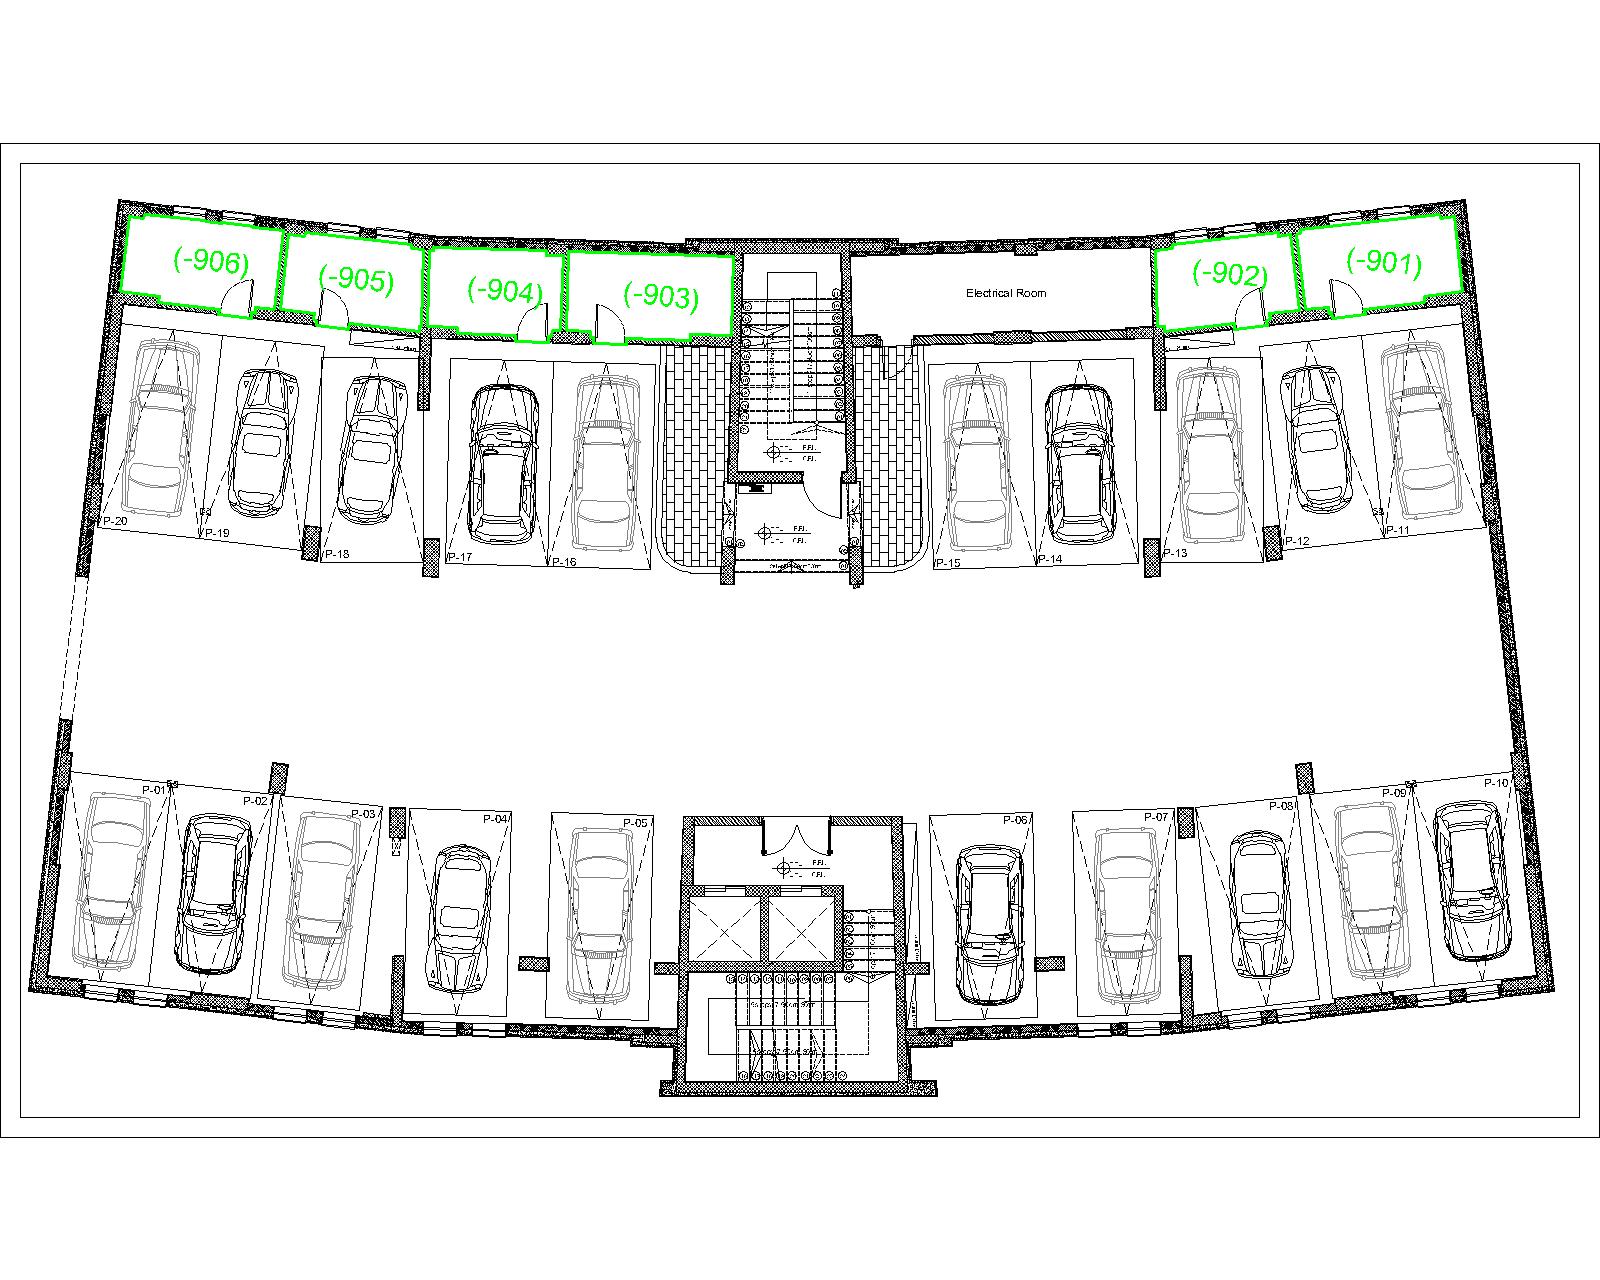 (-906)
(-905)
(-904)
(-903)
Electrical Room
(-902)
(-901)
P-20
P-19
P-18
P-17
P-16
P-15
P-14
P-13
P-12
P-11
F.F.L.
F.F.L.
P-01
P-02
P-03
P-04
P-05
P-06
P-07
P-08
P-09
P-10
F.F.L.